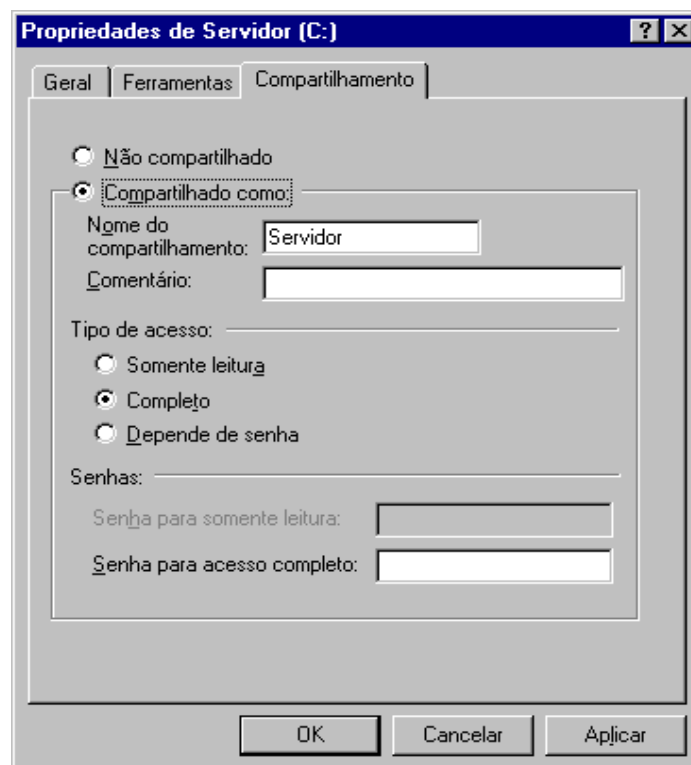 Propriedades de Servidor (C:)
Geral Ferramentas Compartilhamento
Não compartilhado
Compartilhado como:
Nome do
compartilhamento: Servidor
Comentário:
Tipo de acesso:
Somente leitura
Completo
Depende de senha
Senhas:
Senha para somente leitura:
Senha para acesso completo:
OK Cancelar Aplicar